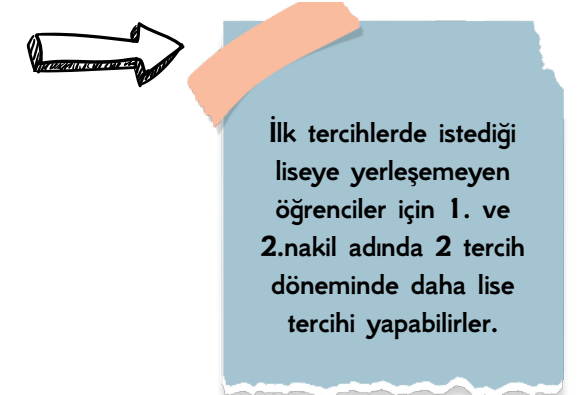 İlk tercihlerde istediği
liseye yerleşemeyen
öğrenciler için 1. ve
2.nakil adında 2 tercih
döneminde daha lise
tercihi yapabilirler.